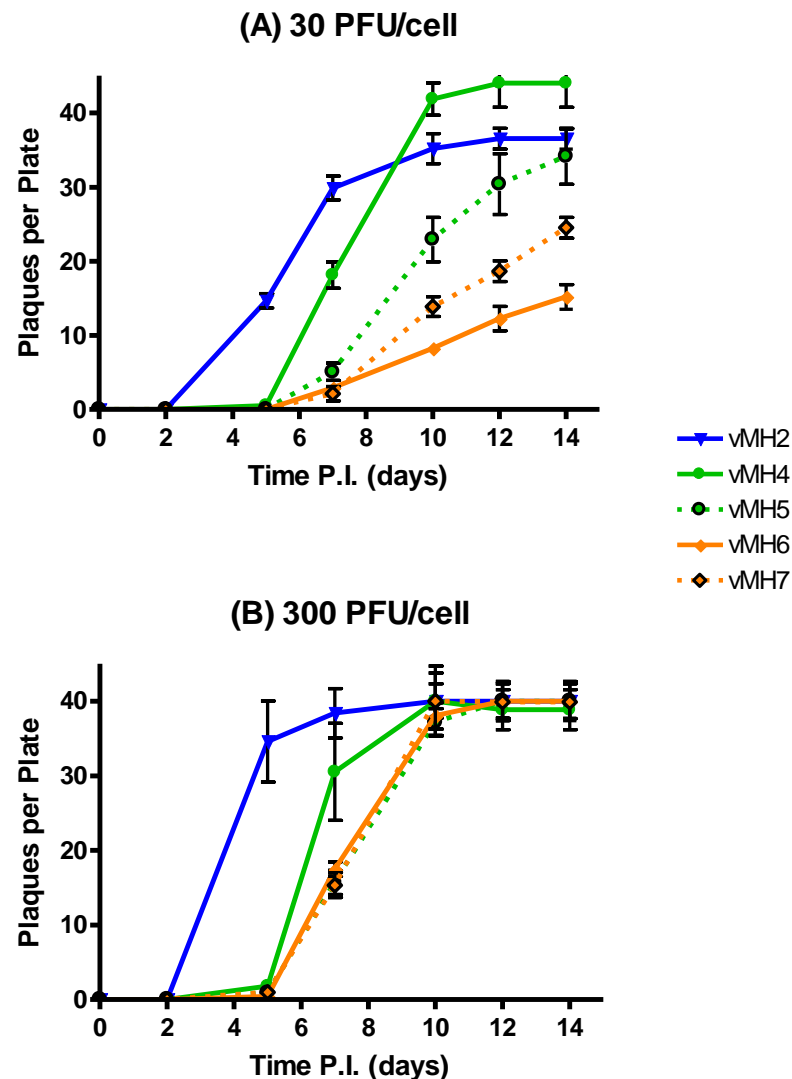 (A) 30 PFU/cell
Plaques per Plate
40
30
20
10
0
0 2 4 6 8 10 12 14
Time P.I. (days)
vMH2
vMH4
vMH5
vMH6
vMH7
(B) 300 PFU/cell
Plaques per Plate
40
30
20
10
0
0 2 4 6 8 10 12 14
Time P.I. (days)